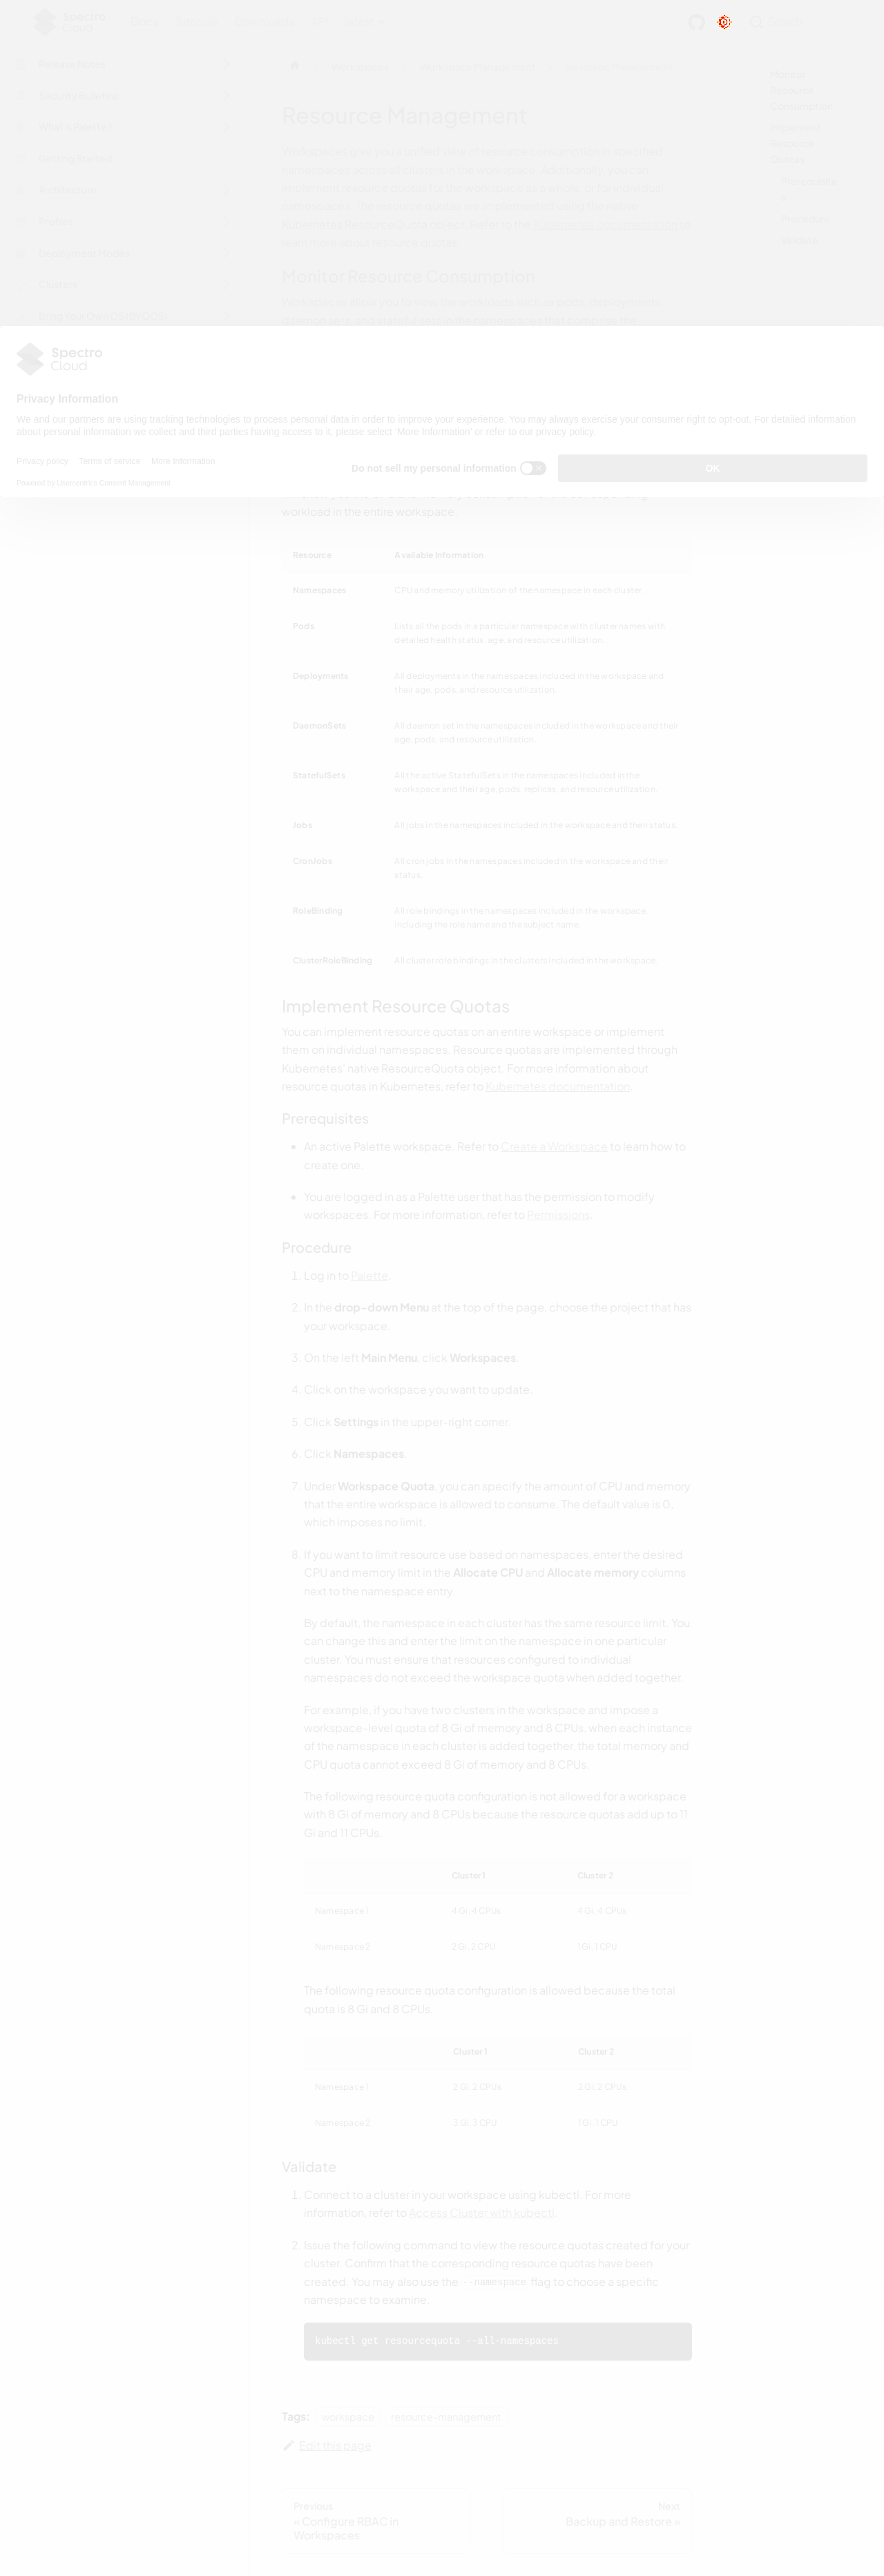 Spectro
Cloud
Release Notes
Security Bulletins
Getting Started
Architecture
Profiles
Deployment Modes
Clusters
Bring Your Own OS (BYOOS)
Resource Management
learn more about resource quotas.
Monitor Resource Consumption
Spectro
Cloud
Privacy Information
We and our partners are using tracking technologies to process personal data in order to improve your experience. You may always exercise your consumer right to opt-out. For detailed information
about personal information we collect and third parties having access to it, please select 'More Information' or refer to our privacy policy.
Privacy policy
Terms of service
More Information
Do not sell my personal information
OK
Powered by Usercentrics Consent Management
workload in the entire workspace.
Resource
Available Information
Namespaces
CPU and memory utilization of the namespace in each cluster.
Pods
Lists all the pods in a particular namespace with cluster names with
detailed health status, age, and resource utilization.
Deployments
All deployments in the namespaces included in the workspace and
their age, pods, and resource utilization.
DaemonSets
All daemon set in the namespaces included in the workspace and their
age, pods, and resource utilization.
StatefulSets
All the active StatefulSets in the namespaces included in the
workspace and their age, pods, replicas, and resource utilization.
Jobs
All jobs in the namespaces included in the workspace and their status.
CronJobs
All cron jobs in the namespaces included in the workspace and their
status.
RoleBinding
All role bindings in the namespaces included in the workspace,
including the role name and the subject name.
ClusterRoleBinding
All cluster role bindings in the clusters included in the workspace.
Implement Resource Quotas
You can implement resource quotas on an entire workspace or implement
them on individual namespaces. Resource quotas are implemented through
Kubernetes' native ResourceQuota object. For more information about
resource quotas in Kubernetes, refer to Kubernetes documentation.
Prerequisites
• An active Palette workspace. Refer to Create a Workspace to learn how to
create one.
• You are logged in as a Palette user that has the permission to modify
workspaces. For more information, refer to Permissions.
Procedure
1. Log in to Palette.
2. In the drop-down Menu at the top of the page, choose the project that has
your workspace.
3. On the left Main Menu, click Workspaces.
4. Click on the workspace you want to update.
5. Click Settings in the upper-right corner.
6. Click Namespaces.
7. Under Workspace Quota, you can specify the amount of CPU and memory
that the entire workspace is allowed to consume. The default value is 0,
which imposes no limit.
8. If you want to limit resource use based on namespaces, enter the desired
CPU and memory limit in the Allocate CPU and Allocate memory columns
next to the namespace entry.
By default, the namespace in each cluster has the same resource limit. You
can change this and enter the limit on the namespace in one particular
cluster. You must ensure that resources configured to individual
namespaces do not exceed the workspace quota when added together.
For example, if you have two clusters in the workspace and impose a
workspace-level quota of 8 Gi of memory and 8 CPUs, when each instance
of the namespace in each cluster is added together, the total memory and
CPU quota cannot exceed 8 Gi of memory and 8 CPUs.
The following resource quota configuration is not allowed for a workspace
with 8 Gi of memory and 8 CPUs because the resource quotas add up to 11
Gi and 11 CPUs.
Cluster 1
Cluster 2
Namespace 1
4 Gi, 4 CPUs
4 Gi, 4 CPUs
Namespace 2
2 Gi, 2 CPU
1 Gi, 1 CPU
The following resource quota configuration is allowed because the total
quota is 8 Gi and 8 CPUs.
Cluster 1
Cluster 2
Namespace 1
2 Gi, 2 CPUs
2 Gi, 2 CPUs
Namespace 2
3 Gi, 3 CPU
1 Gi, 1 CPU
Validate
1. Connect to a cluster in your workspace using kubectl. For more
information, refer to Access Cluster with kubectl.
2. Issue the following command to view the resource quotas created for your
cluster. Confirm that the corresponding resource quotas have been
created. You may also use the --namespace flag to choose a specific
namespace to examine.
kubectl get resourcequota --all-namespaces
Tags: workspace resource-management
Edit this page
Previous
« Configure RBAC in
Workspaces
Next
Backup and Restore »